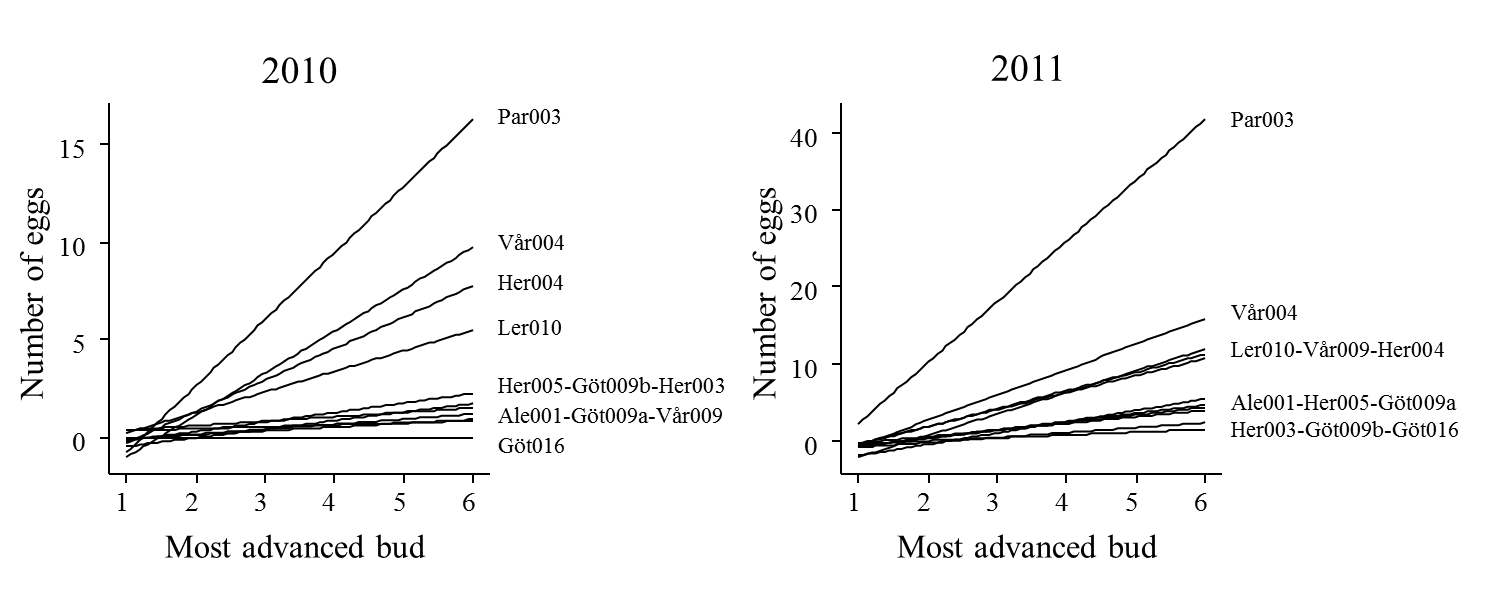 2010
Number of eggs
15
10
5
0
1 2 3 4 5 6
Most advanced bud
Par003
Vår004
Her004
Ler010
Her005-Göt009b-Her003
Ale001-Göt009a-Vår009
Göt016
2011
Number of eggs
40
30
20
10
0
1 2 3 4 5 6
Most advanced bud
Par003
Vår004
Ler010-Vår009-Her004
Ale001-Her005-Göt009a
Her003-Göt009b-Göt016